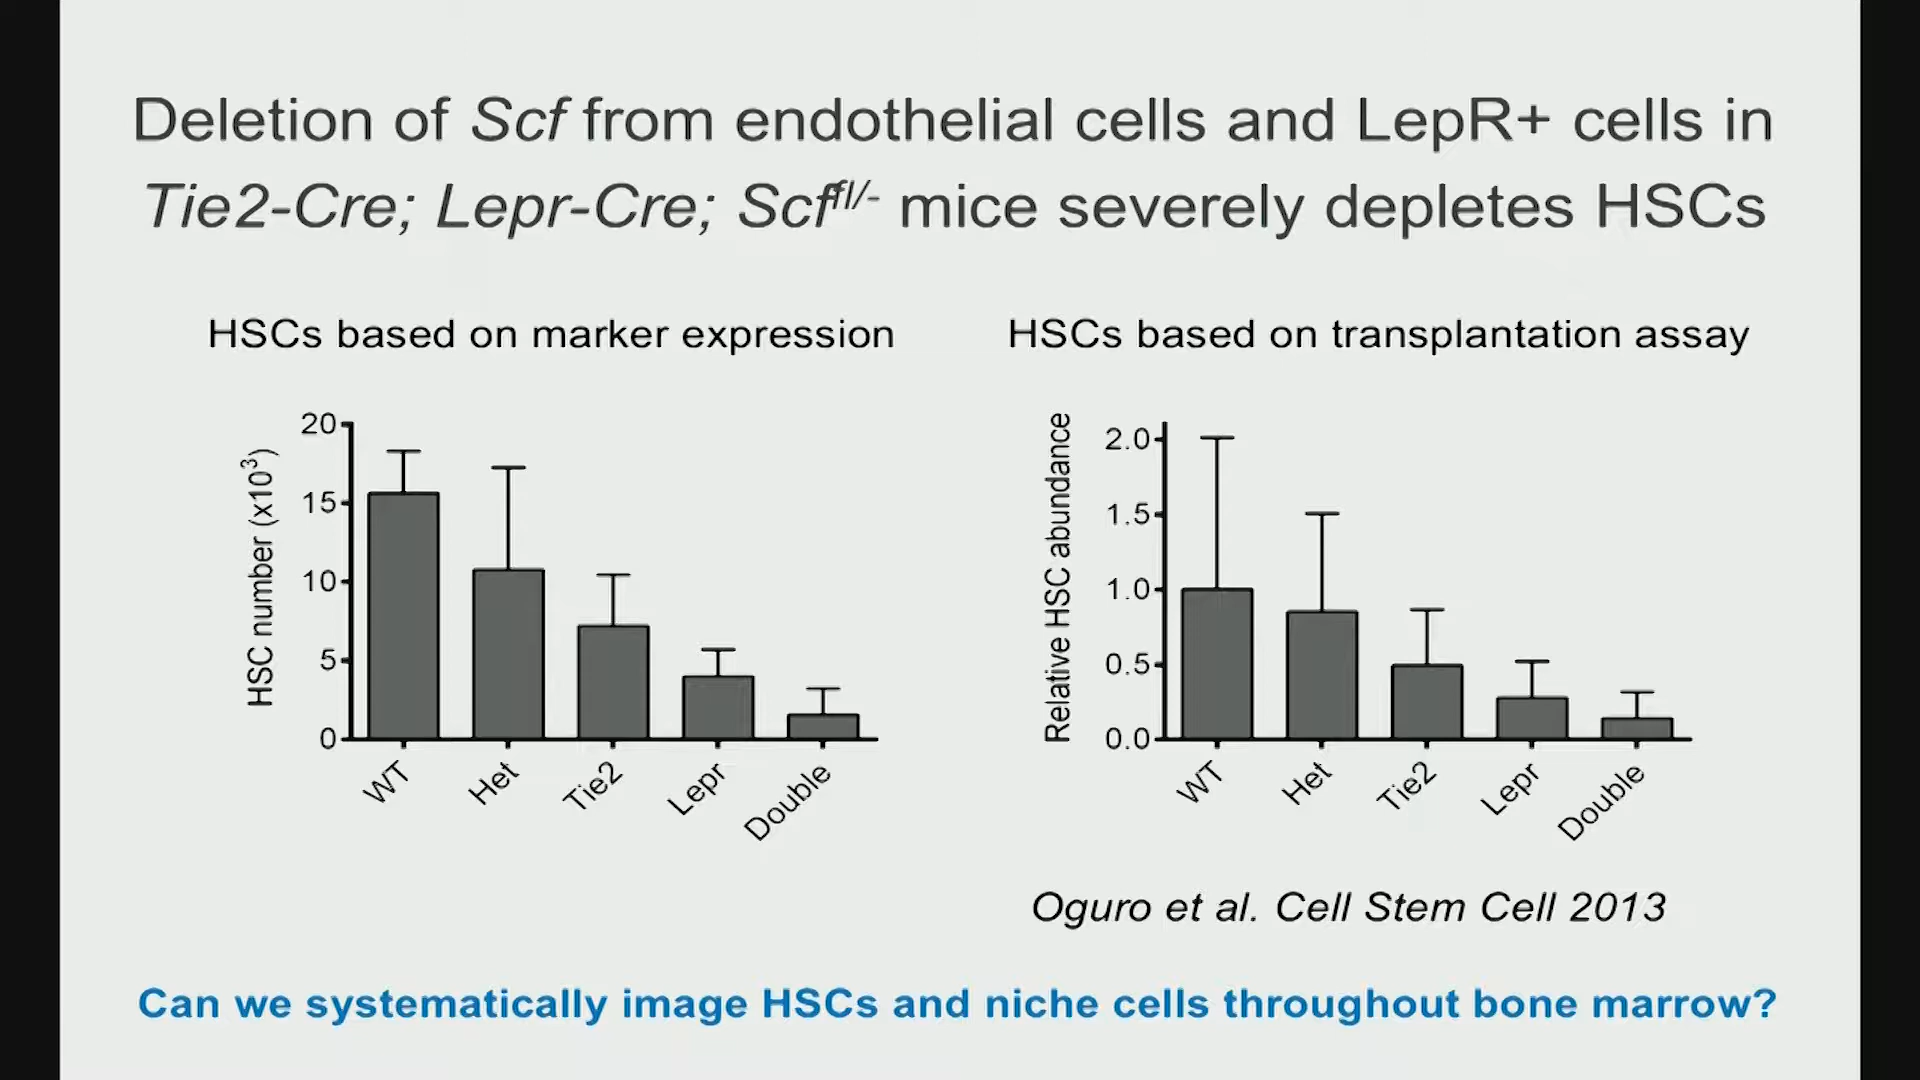 Deletion of Scf from endothelial cells and LepR+ cells in
Tie2-Cre; Lepr-Cre; Scffl/- mice severely depletes HSCs
HSCs based on marker expression
HSC number (x10³)
20
15
10
5
0
WT
Het
Tie2
Lepr
Double
HSCs based on transplantation assay
Relative HSC abundance
2.0
1.5
1.0
0.5
0.0
WT
Het
Tie2
Lepr
Double
Oguro et al. Cell Stem Cell 2013
Can we systematically image HSCs and niche cells throughout bone marrow?